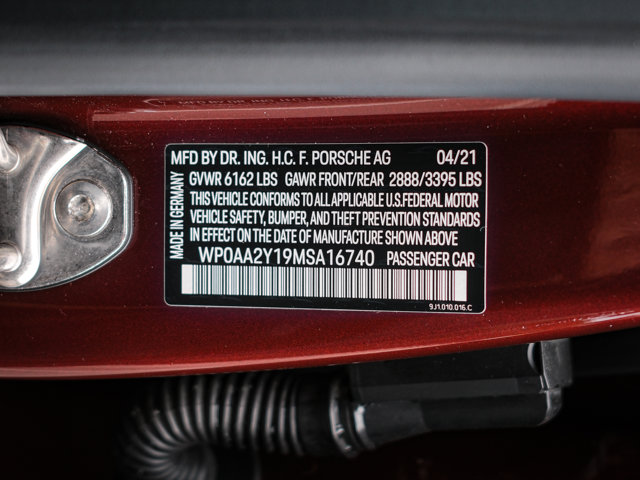 MFD BY DR. ING. H.C. F. PORSCHE AG 04/21
GVWR 6162 LBS GAWR FRONT/REAR 2888/3395 LBS
THIS VEHICLE CONFORMS TO ALL APPLICABLE U.S.FEDERAL MOTOR
VEHICLE SAFETY, BUMPER, AND THEFT PREVENTION STANDARDS
IN EFFECT ON THE DATE OF MANUFACTURE SHOWN ABOVE
WP0AA2Y19MSA16740 PASSENGER CAR
MADE IN GERMANY
9J1.010.016.C